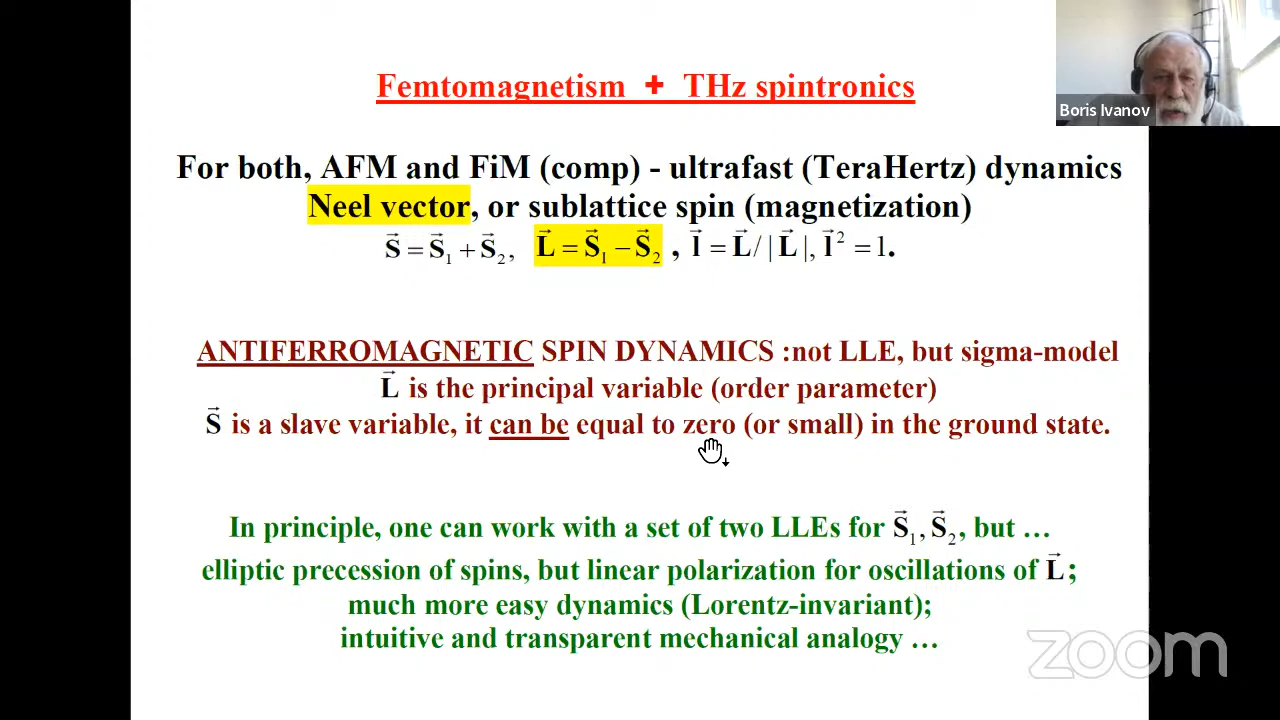 Femtomagnetism + THz spintronics
Boris Ivanov
For both, AFM and FiM (comp) - ultrafast (TeraHertz) dynamics
Neel vector, or sublattice spin (magnetization)
S⃗ = S⃗₁ + S⃗₂, L⃗ = S⃗₁ − S⃗₂ , l⃗ = L⃗ / | L⃗ |, l⃗ ² = 1.
ANTIFERROMAGNETIC SPIN DYNAMICS :not LLE, but sigma-model
L⃗ is the principal variable (order parameter)
S⃗ is a slave variable, it can be equal to zero (or small) in the ground state.
In principle, one can work with a set of two LLEs for S⃗₁, S⃗₂, but …
elliptic precession of spins, but linear polarization for oscillations of L⃗ ;
much more easy dynamics (Lorentz-invariant);
intuitive and transparent mechanical analogy …
zoom